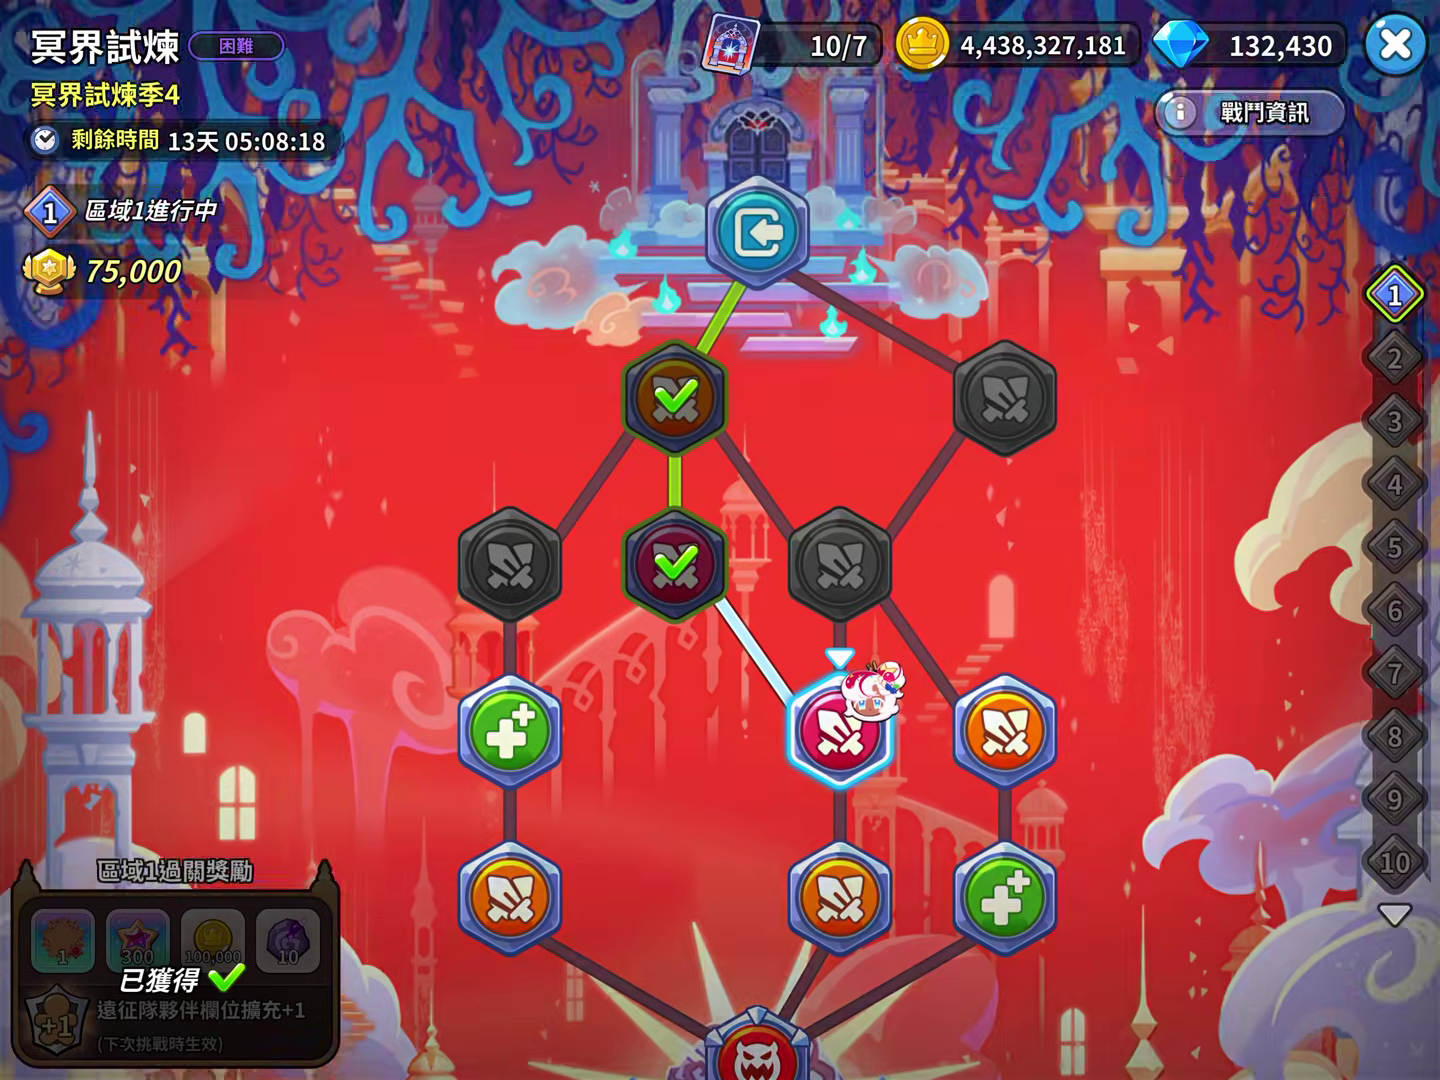 冥界試煉 困難
10/7
4,438,327,181
132,430
冥界試煉季4
戰鬥資訊
剩餘時間 13天 05:08:18
1 區域1進行中
75,000
1
2
3
4
5
6
7
8
9
10
區域1過關獎勵
1
300
100,000
10
已獲得
+1
遠征隊夥伴欄位擴充+1
(下次挑戰時生效)